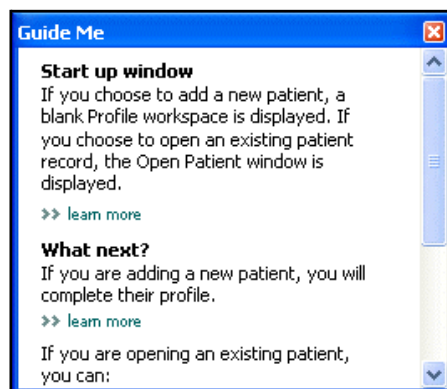 Guide Me
Start up window
If you choose to add a new patient, a
blank Profile workspace is displayed. If
you choose to open an existing patient
record, the Open Patient window is
displayed.
>> learn more
What next?
If you are adding a new patient, you will
complete their profile.
>> learn more
If you are opening an existing patient,
you can: